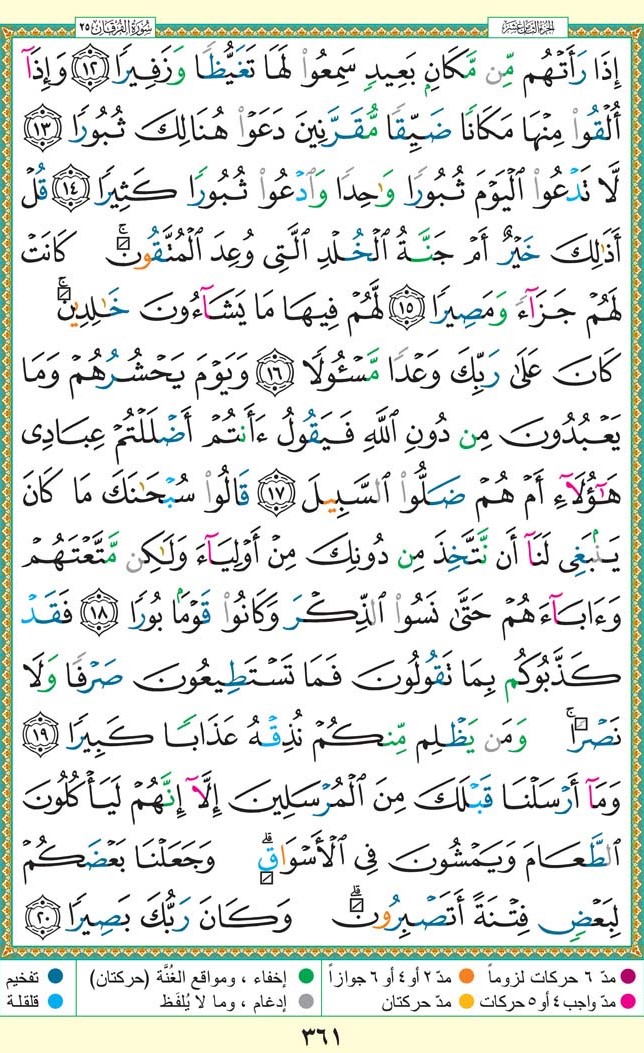 الجزء الثامن عشر سورة الفرقان ٢٥
إِذَا رَأَتْهُم مِّن مَّكَانٍۭ بَعِيدٍ سَمِعُوا۟ لَهَا تَغَيُّظًا وَزَفِيرًا ١٢ وَإِذَآ
أُلْقُوا۟ مِنْهَا مَكَانًا ضَيِّقًا مُّقَرَّنِينَ دَعَوْا۟ هُنَالِكَ ثُبُورًا ١٣
لَّا تَدْعُوا۟ ٱلْيَوْمَ ثُبُورًا وَٰحِدًا وَٱدْعُوا۟ ثُبُورًا كَثِيرًا ١٤ قُلْ
أَذَٰلِكَ خَيْرٌ أَمْ جَنَّةُ ٱلْخُلْدِ ٱلَّتِى وُعِدَ ٱلْمُتَّقُونَ ۚ كَانَتْ
لَهُمْ جَزَآءً وَمَصِيرًا ١٥ لَّهُمْ فِيهَا مَا يَشَآءُونَ خَٰلِدِينَ ۚ
كَانَ عَلَىٰ رَبِّكَ وَعْدًا مَّسْـُٔولًا ١٦ وَيَوْمَ يَحْشُرُهُمْ وَمَا
يَعْبُدُونَ مِن دُونِ ٱللَّهِ فَيَقُولُ ءَأَنتُمْ أَضْلَلْتُمْ عِبَادِى
هَٰٓؤُلَآءِ أَمْ هُمْ ضَلُّوا۟ ٱلسَّبِيلَ ١٧ قَالُوا۟ سُبْحَٰنَكَ مَا كَانَ
يَنۢبَغِى لَنَآ أَن نَّتَّخِذَ مِن دُونِكَ مِنْ أَوْلِيَآءَ وَلَٰكِن مَّتَّعْتَهُمْ
وَءَابَآءَهُمْ حَتَّىٰ نَسُوا۟ ٱلذِّكْرَ وَكَانُوا۟ قَوْمًۢا بُورًا ١٨ فَقَدْ
كَذَّبُوكُم بِمَا تَقُولُونَ فَمَا تَسْتَطِيعُونَ صَرْفًا وَلَا
نَصْرًا ۚ وَمَن يَظْلِم مِّنكُمْ نُذِقْهُ عَذَابًا كَبِيرًا ١٩
وَمَآ أَرْسَلْنَا قَبْلَكَ مِنَ ٱلْمُرْسَلِينَ إِلَّآ إِنَّهُمْ لَيَأْكُلُونَ
ٱلطَّعَامَ وَيَمْشُونَ فِى ٱلْأَسْوَاقِ ۗ وَجَعَلْنَا بَعْضَكُمْ
لِبَعْضٍ فِتْنَةً أَتَصْبِرُونَ ۗ وَكَانَ رَبُّكَ بَصِيرًا ٢٠
مدّ ٦ حركات لزوماً مدّ ٢ أو ٤ أو ٦ جوازاً إخفاء ، ومواقع الغُنَّة (حركتان) تفخيم
مدّ واجب ٤ أو ٥ حركات مدّ حركتان إدغام ، وما لا يُلفَظ قلقلة
٣٦١